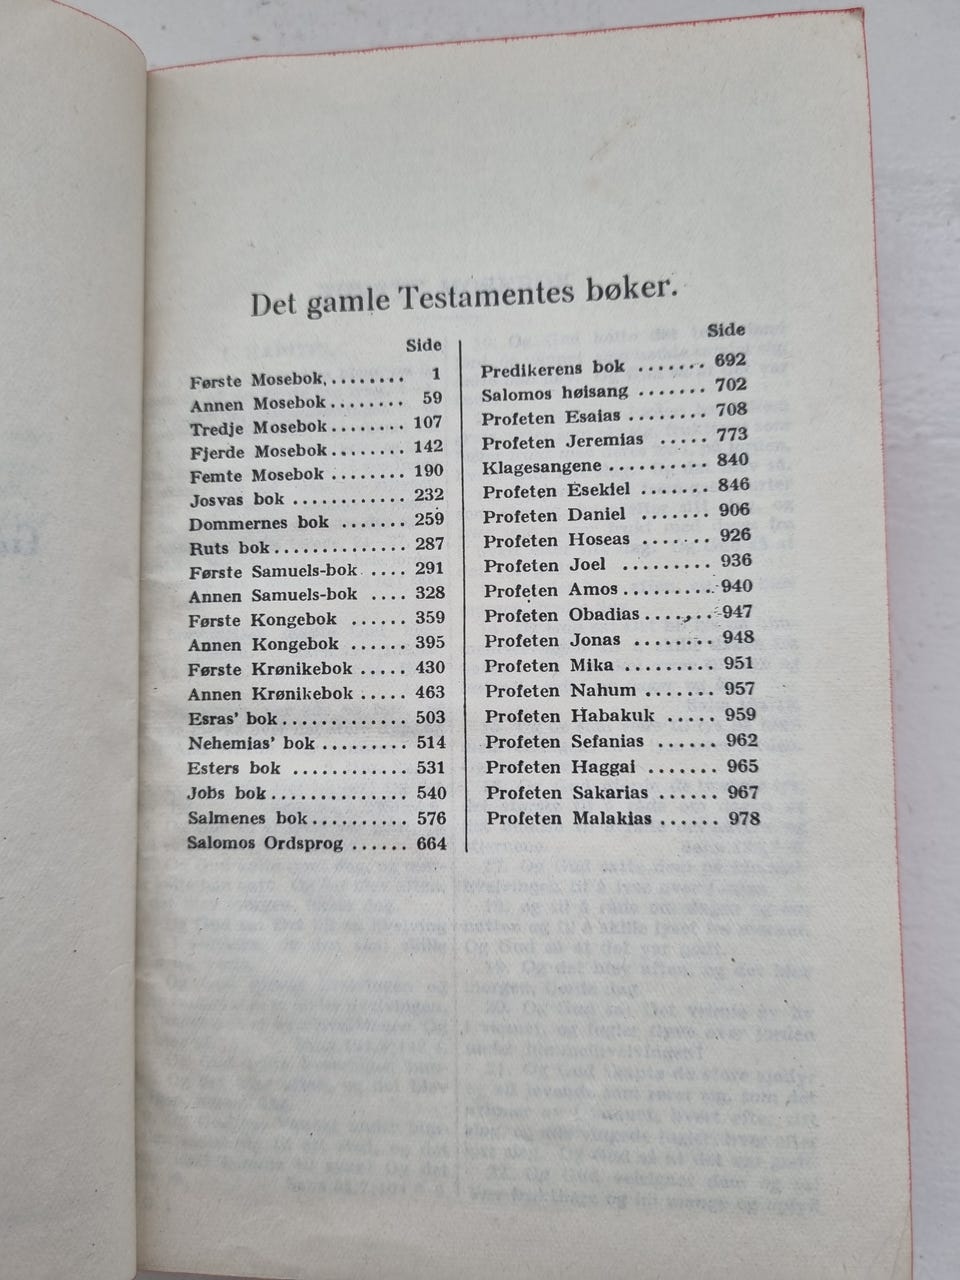 Det gamle Testamentes bøker.
Side
Første Mosebok, ........ 1
Annen Mosebok ........ 59
Tredje Mosebok ........ 107
Fjerde Mosebok ........ 142
Femte Mosebok ........ 190
Josvas bok ............ 232
Dommernes bok ....... 259
Ruts bok .............. 287
Første Samuels-bok .... 291
Annen Samuels-bok .... 328
Første Kongebok ...... 359
Annen Kongebok ...... 395
Første Krønikebok ..... 430
Annen Krønikebok ..... 463
Esras' bok ............. 503
Nehemias' bok ......... 514
Esters bok ............ 531
Jobs bok .............. 540
Salmenes bok .......... 576
Salomos Ordsprog ...... 664
Side
Predikerens bok ....... 692
Salomos høisang ....... 702
Profeten Esaias ........ 708
Profeten Jeremias ..... 773
Klagesangene .......... 840
Profeten Esekiel ....... 846
Profeten Daniel ....... 906
Profeten Hoseas ....... 926
Profeten Joel ......... 936
Profeten Amos ......... 940
Profeten Obadias ....... 947
Profeten Jonas ........ 948
Profeten Mika ......... 951
Profeten Nahum ....... 957
Profeten Habakuk ..... 959
Profeten Sefanias ...... 962
Profeten Haggai ....... 965
Profeten Sakarias ...... 967
Profeten Malakias ...... 978